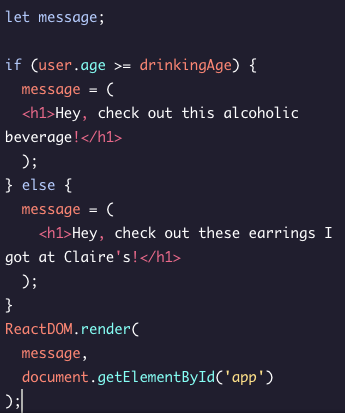 let message;

if (user.age >= drinkingAge) {
  message = (
  <h1>Hey, check out this alcoholic
beverage!</h1>
  );
} else {
  message = (
    <h1>Hey, check out these earrings I
got at Claire's!</h1>
  );
}
ReactDOM.render(
  message,
  document.getElementById('app')
);